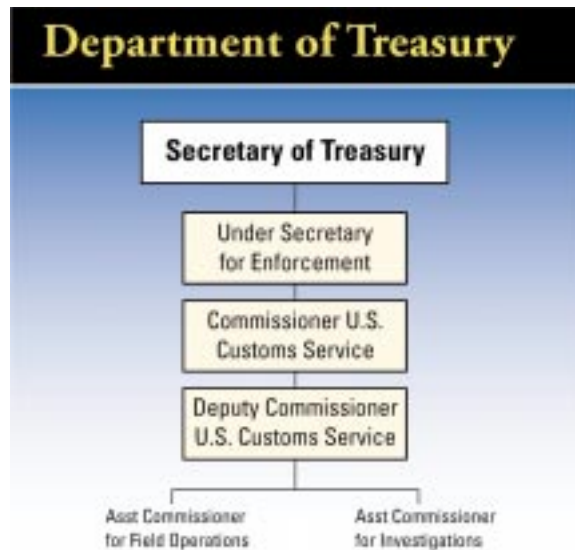 Department of Treasury
Secretary of Treasury
Under Secretary
for Enforcement
Commissioner U.S.
Customs Service
Deputy Commissioner
U.S. Customs Service
Asst Commissioner
for Field Operations
Asst Commissioner
for Investigations